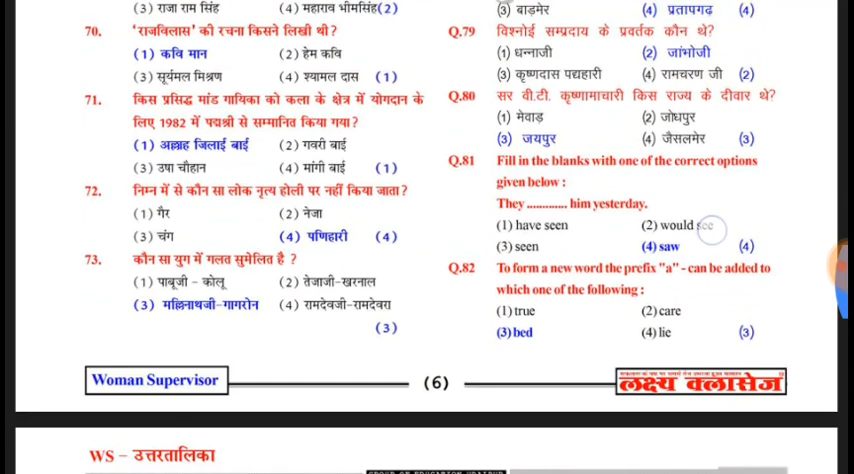 (3) राजा राम सिंह (4) महाराव भीमसिंह(2)
70. 'राजविलास' की रचना किसने लिखी थी?
(1) कवि मान (2) हेम कवि
(3) सूर्यमल मिश्रण (4) श्यामल दास (1)
71. किस प्रसिद्ध मांड गायिका को कला के क्षेत्र में योगदान के
लिए 1982 में पद्मश्री से सम्मानित किया गया?
(1) अल्लाह जिलाई बाई (2) गवरी बाई
(3) उषा चौहान (4) मांगी बाई (1)
72. निम्न में से कौन सा लोक नृत्य होली पर नहीं किया जाता?
(1) गैर (2) नेजा
(3) चंग (4) पणिहारी (4)
73. कौन सा युग में गलत सुमेलित है ?
(1) पाबूजी - कोलू (2) तेजाजी-खरनाल
(3) मल्लिनाथजी-गागरोन (4) रामदेवजी-रामदेवरा
(3)
(3) बाड़मेर (4) प्रतापगढ़ (4)
Q.79 विश्नोई सम्प्रदाय के प्रवर्तक कौन थे?
(1) धन्नाजी (2) जांभोजी
(3) कृष्णदास पद्यहारी (4) रामचरण जी (2)
Q.80 सर वी.टी. कृष्णामाचारी किस राज्य के दीवार थे?
(1) मेवाड़ (2) जोधपुर
(3) जयपुर (4) जैसलमेर (3)
Q.81 Fill in the blanks with one of the correct options
given below :
They ............. him yesterday.
(1) have seen (2) would see
(3) seen (4) saw (4)
Q.82 To form a new word the prefix "a" - can be added to
which one of the following :
(1) true (2) care
(3) bed (4) lie (3)
Woman Supervisor (6) लक्ष्य क्लासेज
WS – उत्तरतालिका